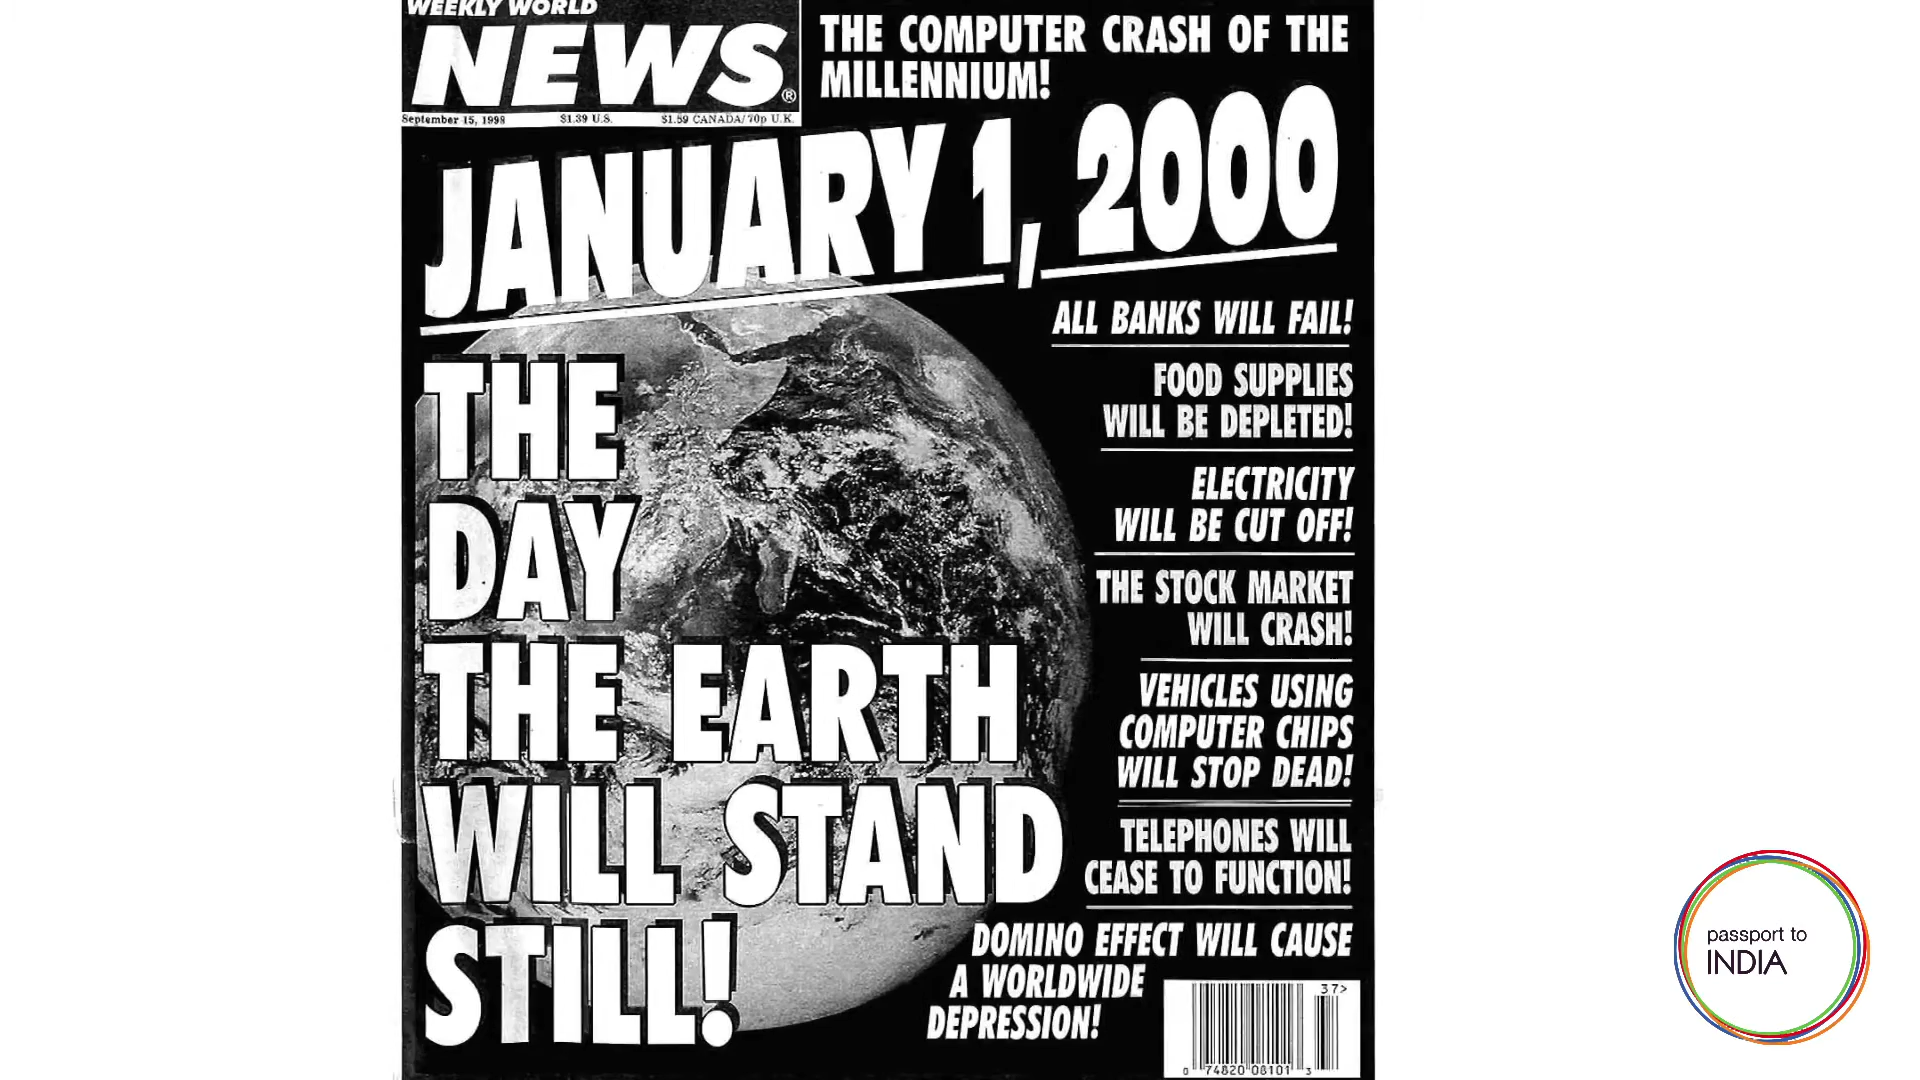 WEEKLY WORLD
NEWS®
September 15, 1998 $1.39 U.S. $1.59 CANADA/70p U.K.
THE COMPUTER CRASH OF THE
MILLENNIUM!
JANUARY 1, 2000
THE
DAY
THE EARTH
WILL STAND
STILL!
ALL BANKS WILL FAIL!
FOOD SUPPLIES
WILL BE DEPLETED!
ELECTRICITY
WILL BE CUT OFF!
THE STOCK MARKET
WILL CRASH!
VEHICLES USING
COMPUTER CHIPS
WILL STOP DEAD!
TELEPHONES WILL
CEASE TO FUNCTION!
DOMINO EFFECT WILL CAUSE
A WORLDWIDE
DEPRESSION!
37>
0 74820 08101 3
passport to
INDIA